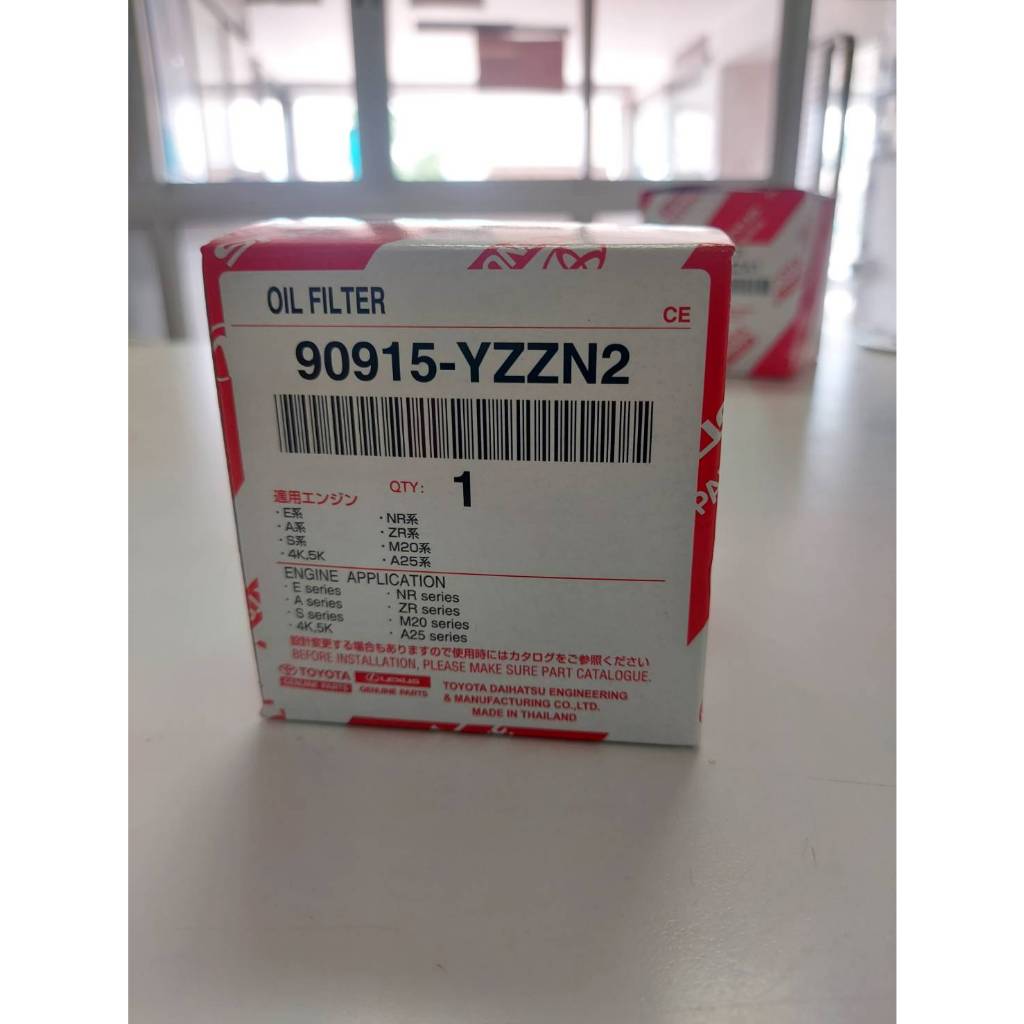 OIL FILTER
CE
90915-YZZN2
QTY: 1
適用エンジン
・E系 ・NR系
・A系 ・ZR系
・S系 ・M20系
・4K.5K ・A25系
ENGINE APPLICATION
・E series ・NR series
・A series ・ZR series
・S series ・M20 series
・4K.5K ・A25 series
設計変更する場合もありますので使用時にはカタログをご参照ください
BEFORE INSTALLATION, PLEASE MAKE SURE PART CATALOGUE.
TOYOTA LEXUS
GENUINE PARTS GENUINE PARTS
TOYOTA DAIHATSU ENGINEERING
& MANUFACTURING CO.,LTD.
MADE IN THAILAND